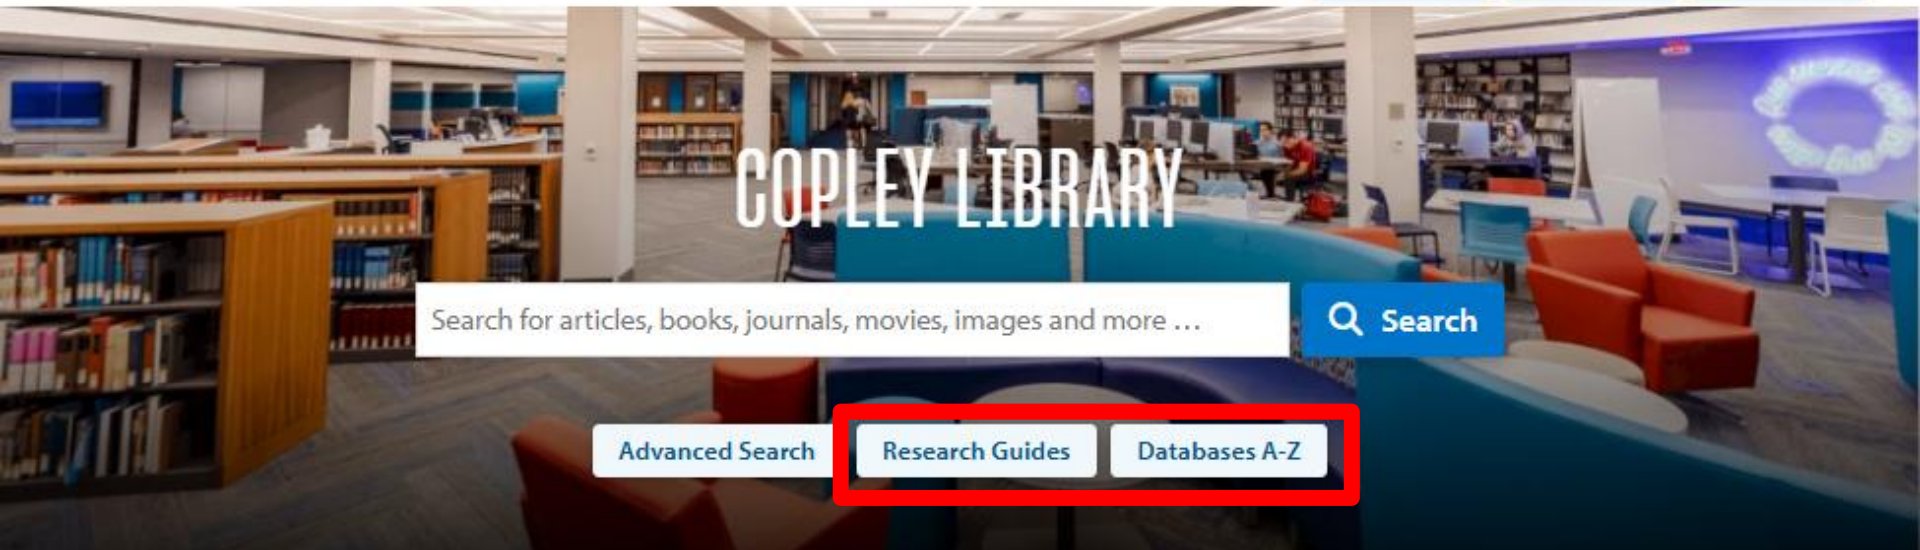 COPLEY LIBRARY
Search for articles, books, journals, movies, images and more ...
Search
Advanced Search
Research Guides
Databases A-Z